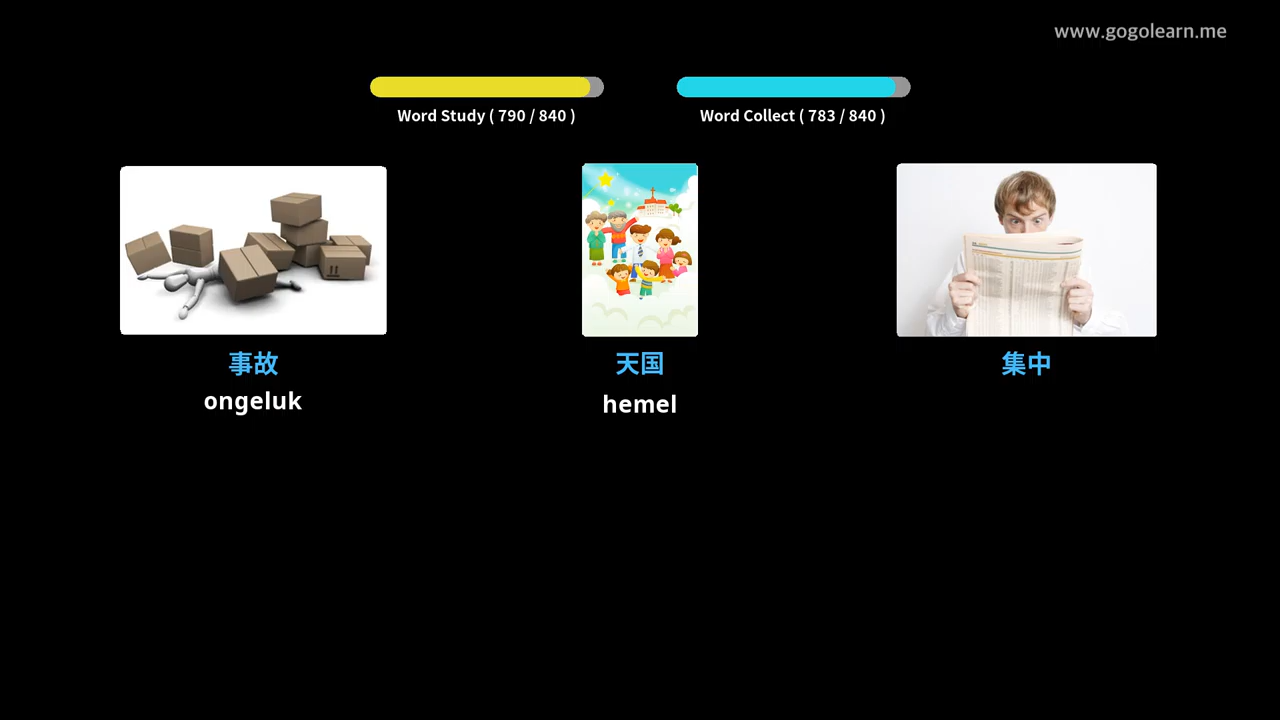 www.gogolearn.me
Word Study ( 790 / 840 )
Word Collect ( 783 / 840 )
事故
天国
集中
ongeluk
hemel